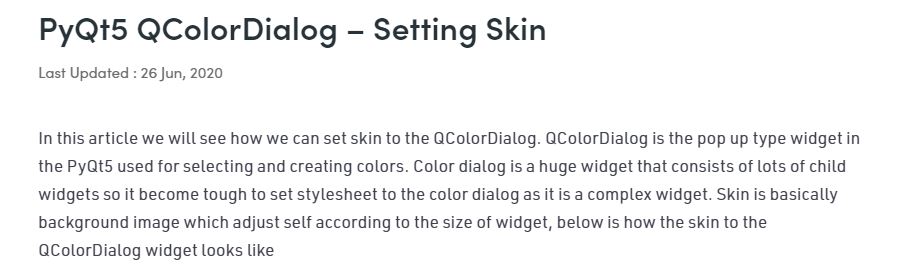 PyQt5 QColorDialog – Setting Skin
Last Updated : 26 Jun, 2020
In this article we will see how we can set skin to the QColorDialog. QColorDialog is the pop up type widget in
the PyQt5 used for selecting and creating colors. Color dialog is a huge widget that consists of lots of child
widgets so it become tough to set stylesheet to the color dialog as it is a complex widget. Skin is basically
background image which adjust self according to the size of widget, below is how the skin to the
QColorDialog widget looks like